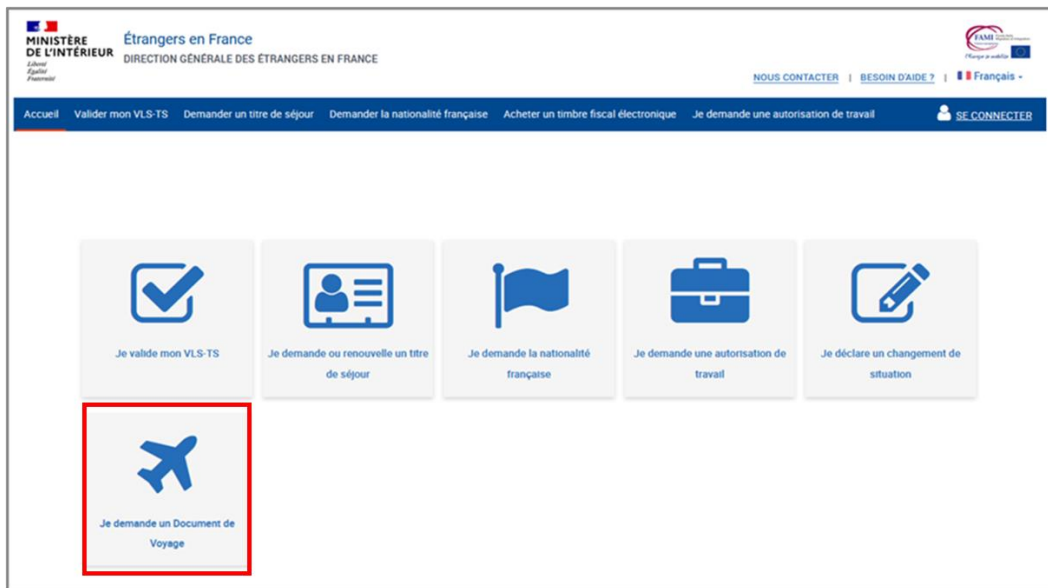 MINISTÈRE
DE L'INTÉRIEUR
Liberté
Égalité
Fraternité
Étrangers en France
DIRECTION GÉNÉRALE DES ÉTRANGERS EN FRANCE
FAMI
NOUS CONTACTER | BESOIN D'AIDE ? | Français
Accueil Valider mon VLS-TS Demander un titre de séjour Demander la nationalité française Acheter un timbre fiscal électronique Je demande une autorisation de travail SE CONNECTER
Je valide mon VLS-TS
Je demande ou renouvelle un titre
de séjour
Je demande la nationalité
française
Je demande une autorisation de
travail
Je déclare un changement de
situation
Je demande un Document de
Voyage